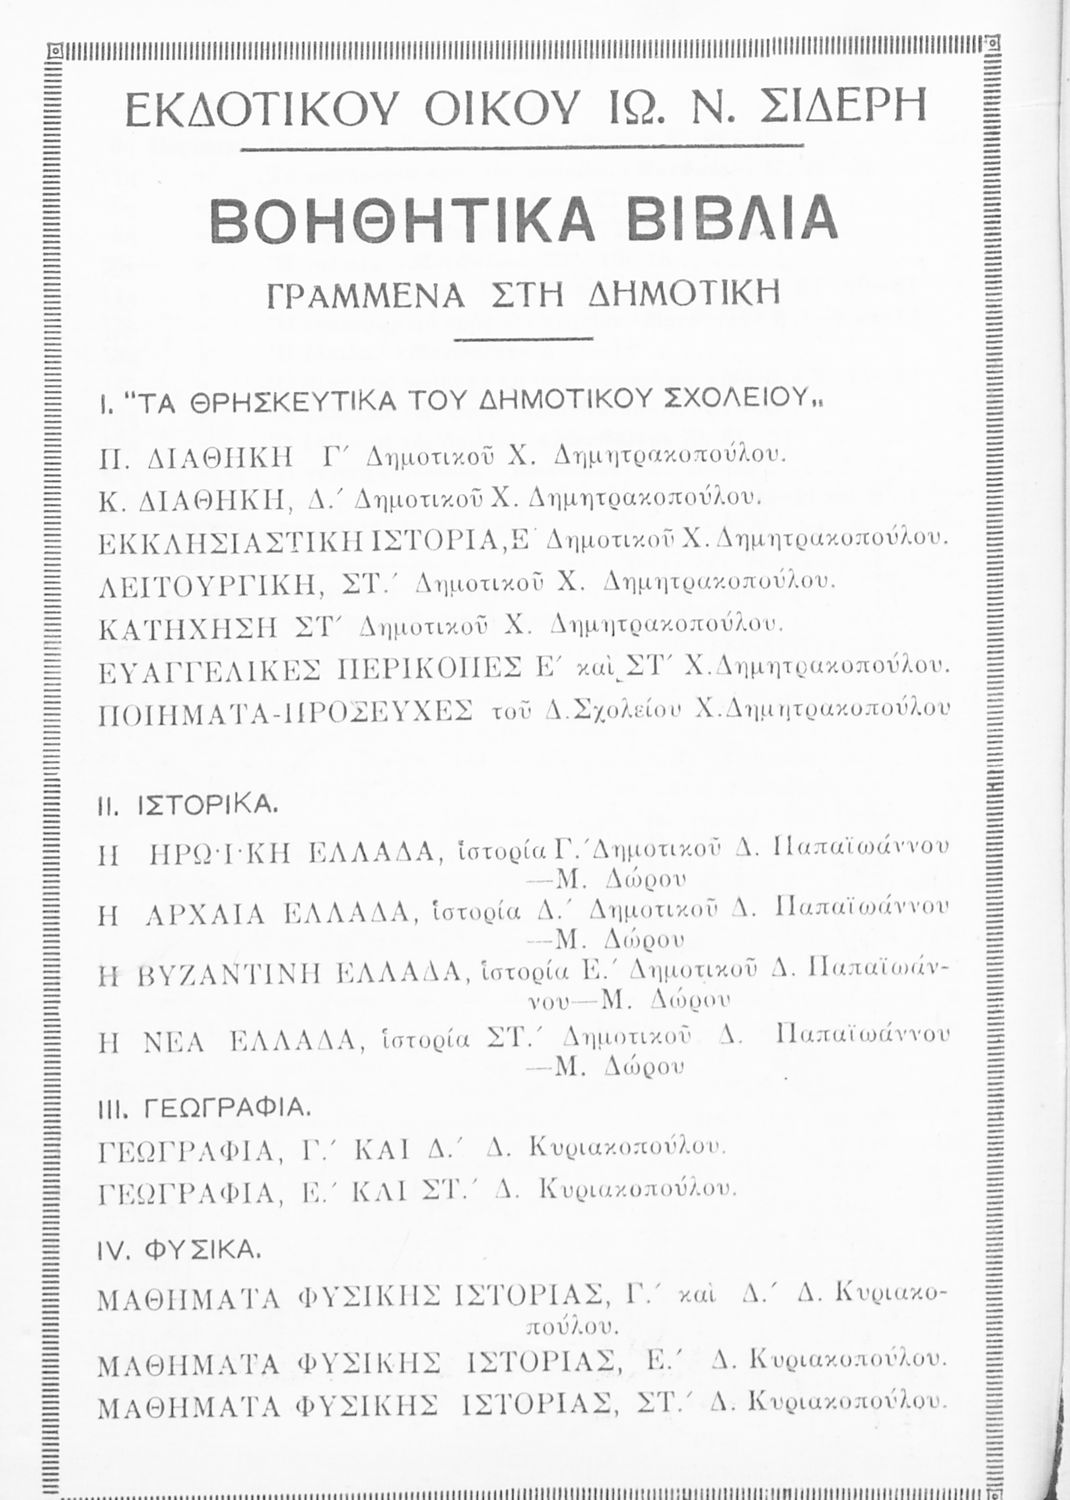 ΕΚΔΟΤΙΚΟΥ ΟΙΚΟΥ ΙΩ. Ν. ΣΙΔΕΡΗ
ΒΟΗΘΗΤΙΚΑ ΒΙΒΛΙΑ
ΓΡΑΜΜΕΝΑ ΣΤΗ ΔΗΜΟΤΙΚΗ
Ι. "ΤΑ ΘΡΗΣΚΕΥΤΙΚΑ ΤΟΥ ΔΗΜΟΤΙΚΟΥ ΣΧΟΛΕΙΟΥ„
Π. ΔΙΑΘΗΚΗ Γ΄ Δημοτικοῦ Χ. Δημητρακοπούλου.
Κ. ΔΙΑΘΗΚΗ, Δ.΄ Δημοτικοῦ Χ. Δημητρακοπούλου.
ΕΚΚΛΗΣΙΑΣΤΙΚΗ ΙΣΤΟΡΙΑ, Ε΄ Δημοτικοῦ Χ. Δημητρακοπούλου.
ΛΕΙΤΟΥΡΓΙΚΗ, ΣΤ.΄ Δημοτικοῦ Χ. Δημητρακοπούλου.
ΚΑΤΗΧΗΣΗ ΣΤ΄ Δημοτικοῦ Χ. Δημητρακοπούλου.
ΕΥΑΓΓΕΛΙΚΕΣ ΠΕΡΙΚΟΠΕΣ Ε΄ καὶ ΣΤ΄ Χ. Δημητρακοπούλου.
ΠΟΙΗΜΑΤΑ-ΠΡΟΣΕΥΧΕΣ τοῦ Δ. Σχολείου Χ. Δημητρακοπούλου
ΙΙ. ΙΣΤΟΡΙΚΑ.
Η ΗΡΩ·Ι·ΚΗ ΕΛΛΑΔΑ, ἱστορία Γ.΄ Δημοτικοῦ Δ. Παπαϊωάννου
—Μ. Δώρου
Η ΑΡΧΑΙΑ ΕΛΛΑΔΑ, ἱστορία Δ.΄ Δημοτικοῦ Δ. Παπαϊωάννου
—Μ. Δώρου
Η ΒΥΖΑΝΤΙΝΗ ΕΛΛΑΔΑ, ἱστορία Ε.΄ Δημοτικοῦ Δ. Παπαϊωάν-
νου—Μ. Δώρου
Η ΝΕΑ ΕΛΛΑΔΑ, ἱστορία ΣΤ.΄ Δημοτικοῦ Δ. Παπαϊωάννου
—Μ. Δώρου
ΙΙΙ. ΓΕΩΓΡΑΦΙΑ.
ΓΕΩΓΡΑΦΙΑ, Γ.΄ ΚΑΙ Δ.΄ Δ. Κυριακοπούλου.
ΓΕΩΓΡΑΦΙΑ, Ε.΄ ΚΑΙ ΣΤ.΄ Δ. Κυριακοπούλου.
IV. ΦΥΣΙΚΑ.
ΜΑΘΗΜΑΤΑ ΦΥΣΙΚΗΣ ΙΣΤΟΡΙΑΣ, Γ.΄ καὶ Δ.΄ Δ. Κυριακο-
πούλου.
ΜΑΘΗΜΑΤΑ ΦΥΣΙΚΗΣ ΙΣΤΟΡΙΑΣ, Ε.΄ Δ. Κυριακοπούλου.
ΜΑΘΗΜΑΤΑ ΦΥΣΙΚΗΣ ΙΣΤΟΡΙΑΣ, ΣΤ.΄ Δ. Κυριακοπούλου.